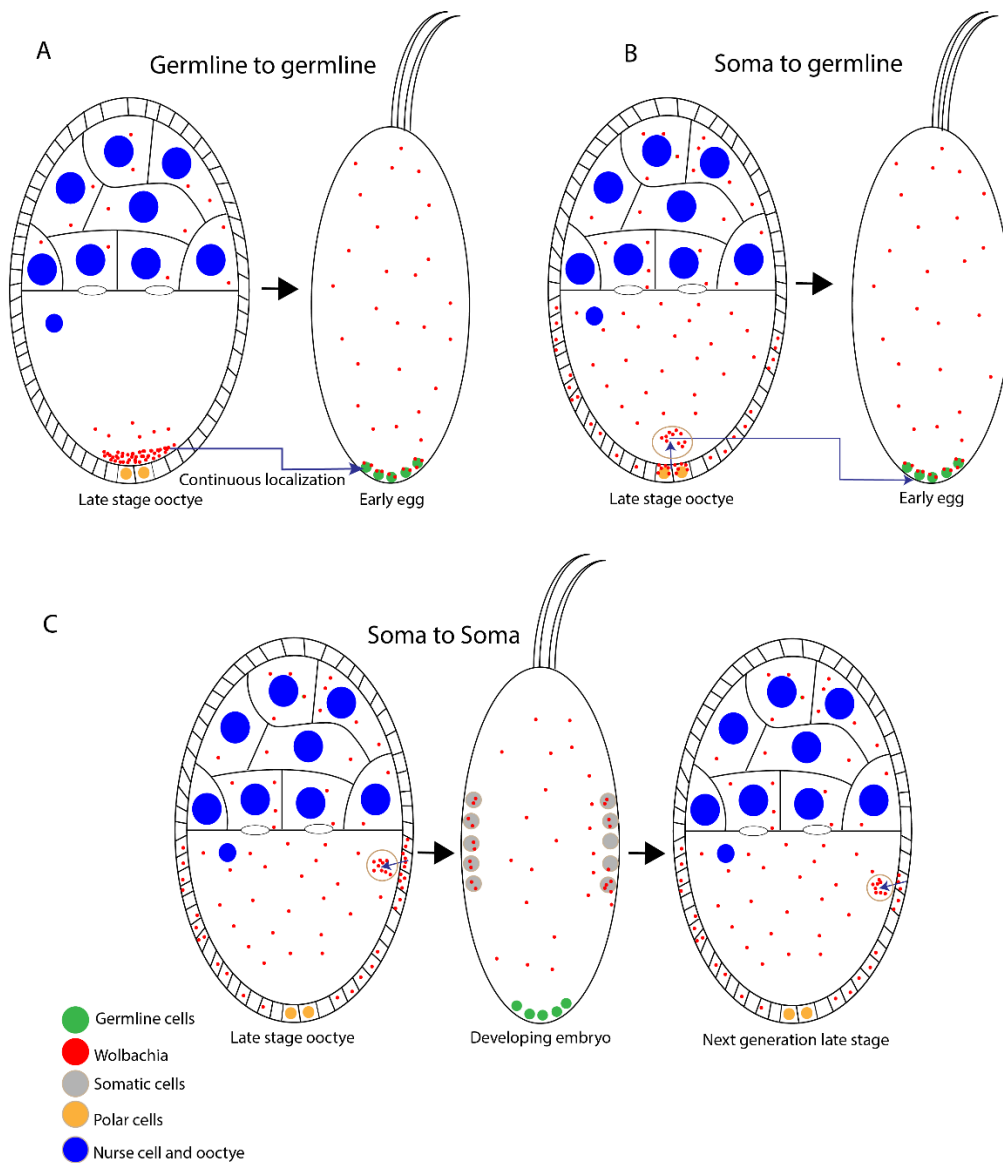 A
Germline to germline
B
Soma to germline
Continuous localization
Late stage ooctye
Early egg
Late stage ooctye
Early egg
C
Soma to Soma
Late stage ooctye
Developing embryo
Next generation late stage
Germline cells
Wolbachia
Somatic cells
Polar cells
Nurse cell and ooctye